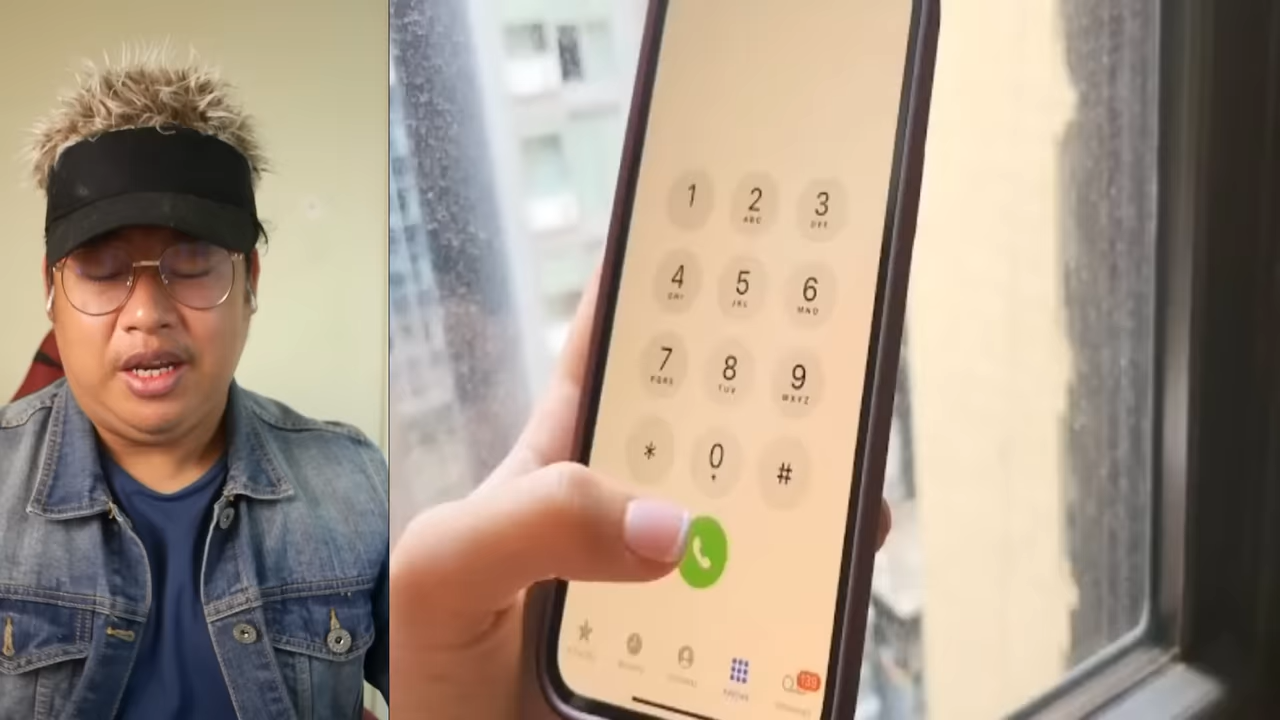 1 2 3
ABC DEF
4 5 6
GHI JKL MNO
7 8 9
PQRS TUV WXYZ
* 0 #
+